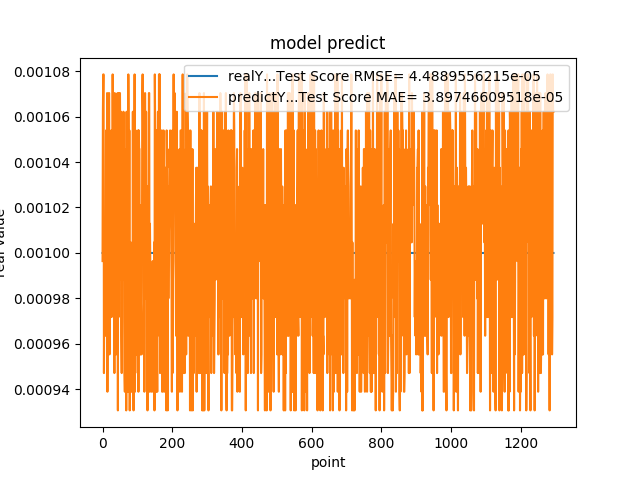 model predict
realY...Test Score RMSE= 4.4889556215e-05
predictY...Test Score MAE= 3.89746609518e-05
0.00108
0.00106
0.00104
0.00102
0.00100
0.00098
0.00096
0.00094
real value
0 200 400 600 800 1000 1200
point